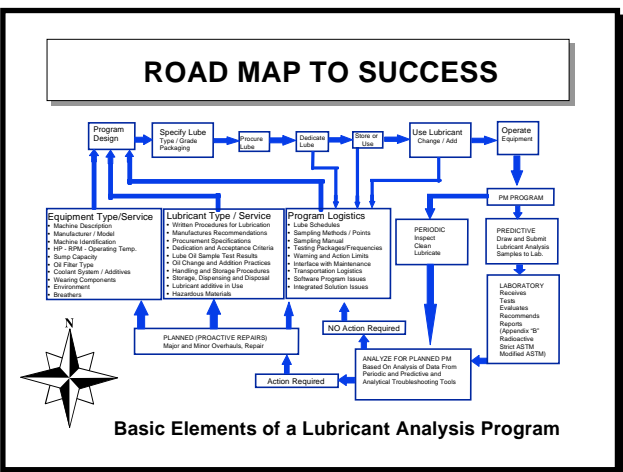 ROAD MAP TO SUCCESS
Program
Design
Specify Lube
Type / Grade
Packaging
Procure
Lube
Dedicate
Lube
Store or
Use
Use Lubricant
Change / Add
Operate
Equipment
PM PROGRAM
Equipment Type/Service
• Machine Description
• Manufacturer / Model
• Machine Identification
• HP - RPM - Operating Temp.
• Sump Capacity
• Oil Filter Type
• Coolant System / Additives
• Wearing Components
• Environment
• Breathers
Lubricant Type / Service
• Written Procedures for Lubrication
• Manufactures Recommendations
• Procurement Specifications
• Dedication and Acceptance Criteria
• Lube Oil Sample Test Results
• Oil Change and Addition Practices
• Handling and Storage Procedures
• Storage, Dispensing and Disposal
• Lubricant additive in Use
• Hazardous Materials
Program Logistics
• Lube Schedules
• Sampling Methods / Points
• Sampling Manual
• Testing Packages/Frequencies
• Warning and Action Limits
• Interface with Maintenance
• Transportation Logistics
• Software Program Issues
• Integrated Solution Issues
PERIODIC
Inspect
Clean
Lubricate
PREDICTIVE
Draw and Submit
Lubricant Analysis
Samples to Lab.
LABORATORY
Receives
Tests
Evaluates
Recommends
Reports
(Appendix "B"
Radioactive
Strict ASTM
Modified ASTM)
NO Action Required
PLANNED (PROACTIVE REPAIRS)
Major and Minor Overhauls, Repair
ANALYZE FOR PLANNED PM
Based On Analysis of Data From
Periodic and Predictive and
Analytical Troubleshooting Tools
Action Required
N
Basic Elements of a Lubricant Analysis Program